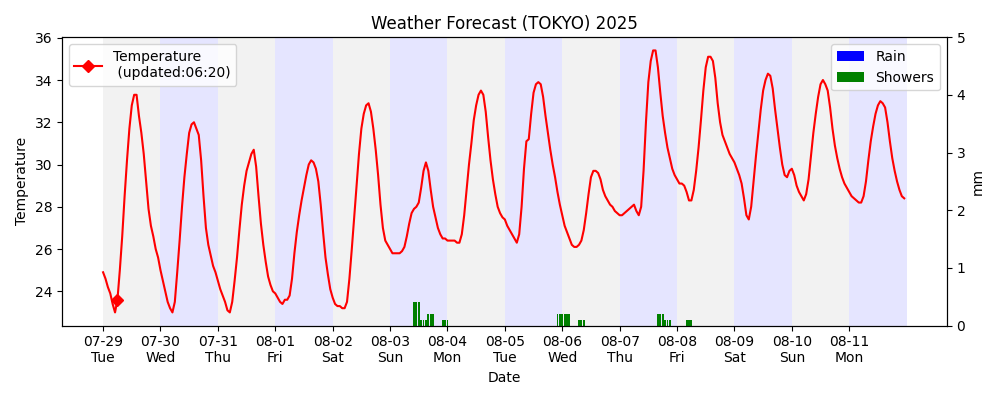 Weather Forecast (TOKYO) 2025
Temperature
(updated:06:20)
Rain
Showers
36
34
32
30
28
26
24
Temperature
5
4
3
2
1
0
mm
07-29 07-30 07-31 08-01 08-02 08-03 08-04 08-05 08-06 08-07 08-08 08-09 08-10 08-11
Tue Wed Thu Fri Sat Sun Mon Tue Wed Thu Fri Sat Sun Mon
Date